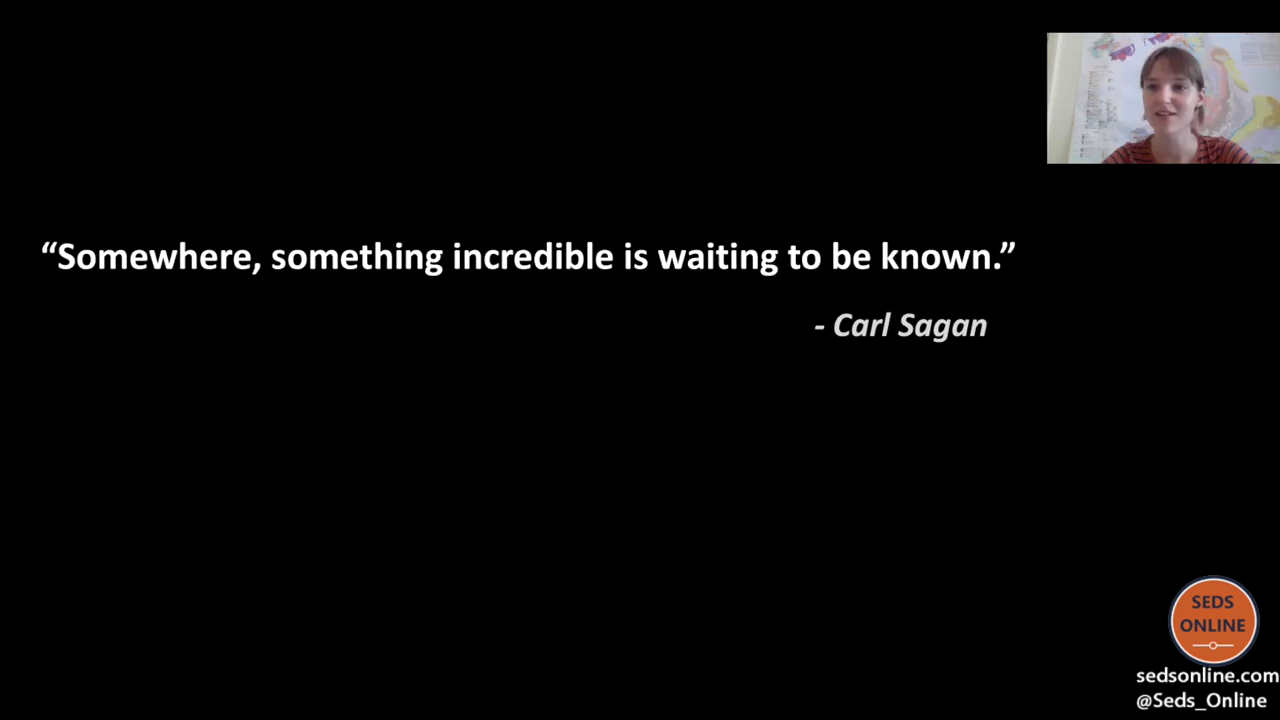 “Somewhere, something incredible is waiting to be known.”
- Carl Sagan
SEDS
ONLINE
sedsonline.com
@Seds_Online